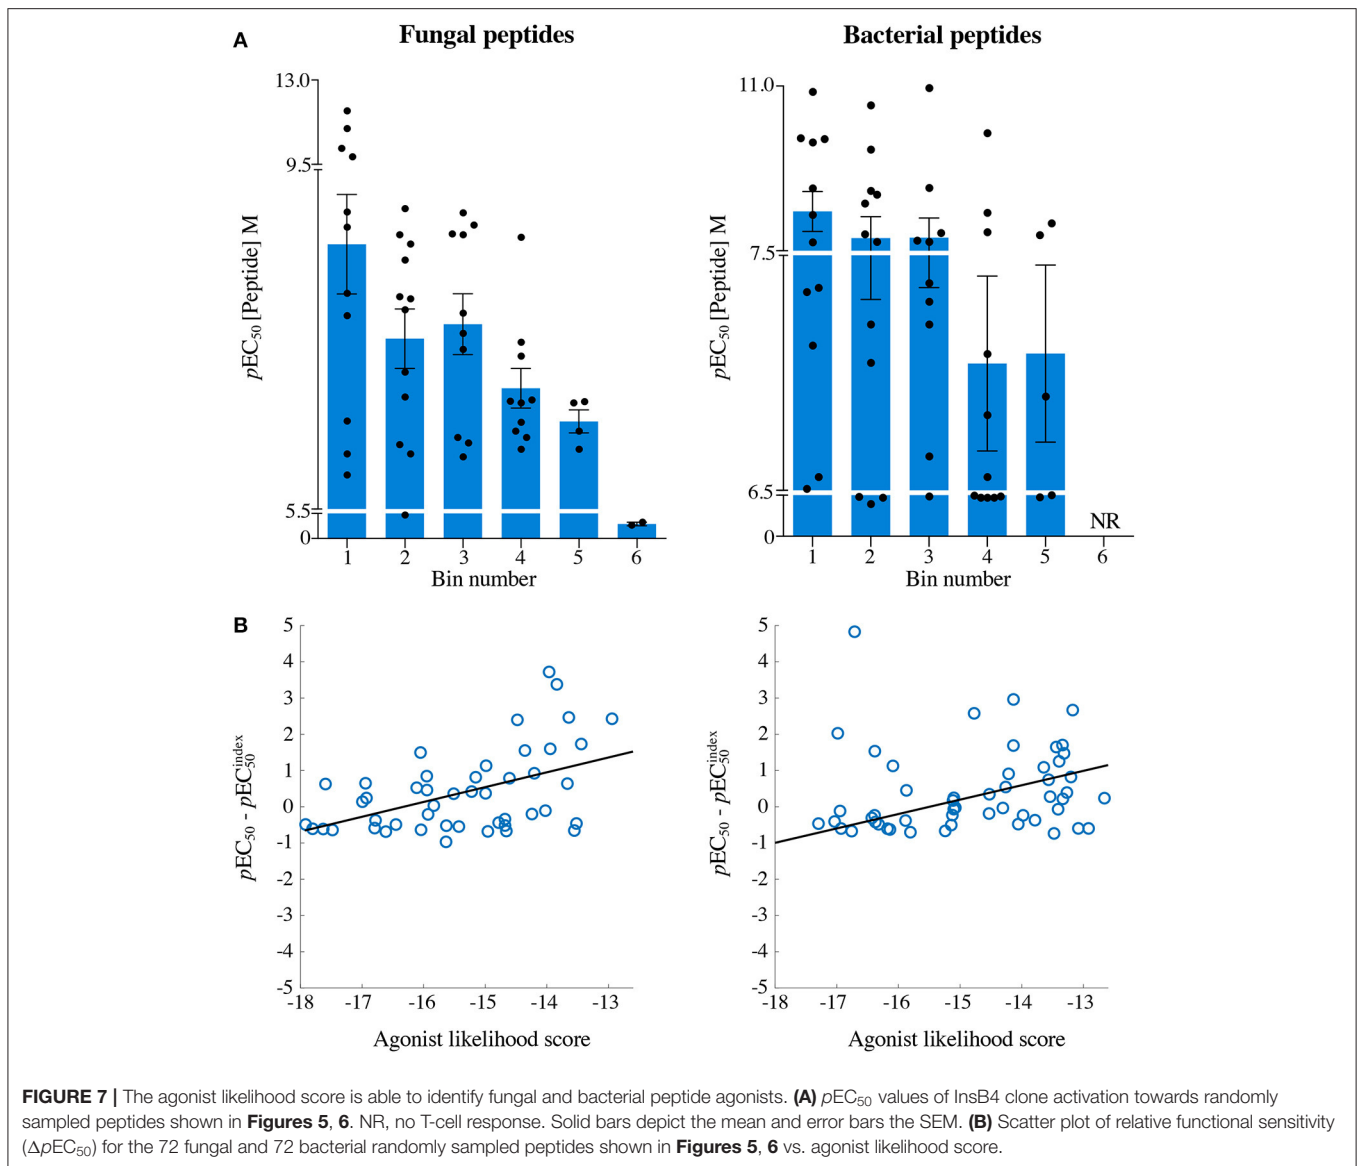 A
Fungal peptides
Bacterial peptides
13.0
9.5
5.5
0
pEC50 [Peptide] M
1 2 3 4 5 6
Bin number
11.0
7.5
6.5
0
pEC50 [Peptide] M
NR
1 2 3 4 5 6
Bin number
B
5
4
3
2
1
0
-1
-2
-3
-4
-5
pEC50 - pEC50index
-18 -17 -16 -15 -14 -13
Agonist likelihood score
5
4
3
2
1
0
-1
-2
-3
-4
-5
pEC50 - pEC50index
-18 -17 -16 -15 -14 -13
Agonist likelihood score
FIGURE 7 | The agonist likelihood score is able to identify fungal and bacterial peptide agonists. (A) pEC50 values of InsB4 clone activation towards randomly
sampled peptides shown in Figures 5, 6. NR, no T-cell response. Solid bars depict the mean and error bars the SEM. (B) Scatter plot of relative functional sensitivity
(ΔpEC50) for the 72 fungal and 72 bacterial randomly sampled peptides shown in Figures 5, 6 vs. agonist likelihood score.